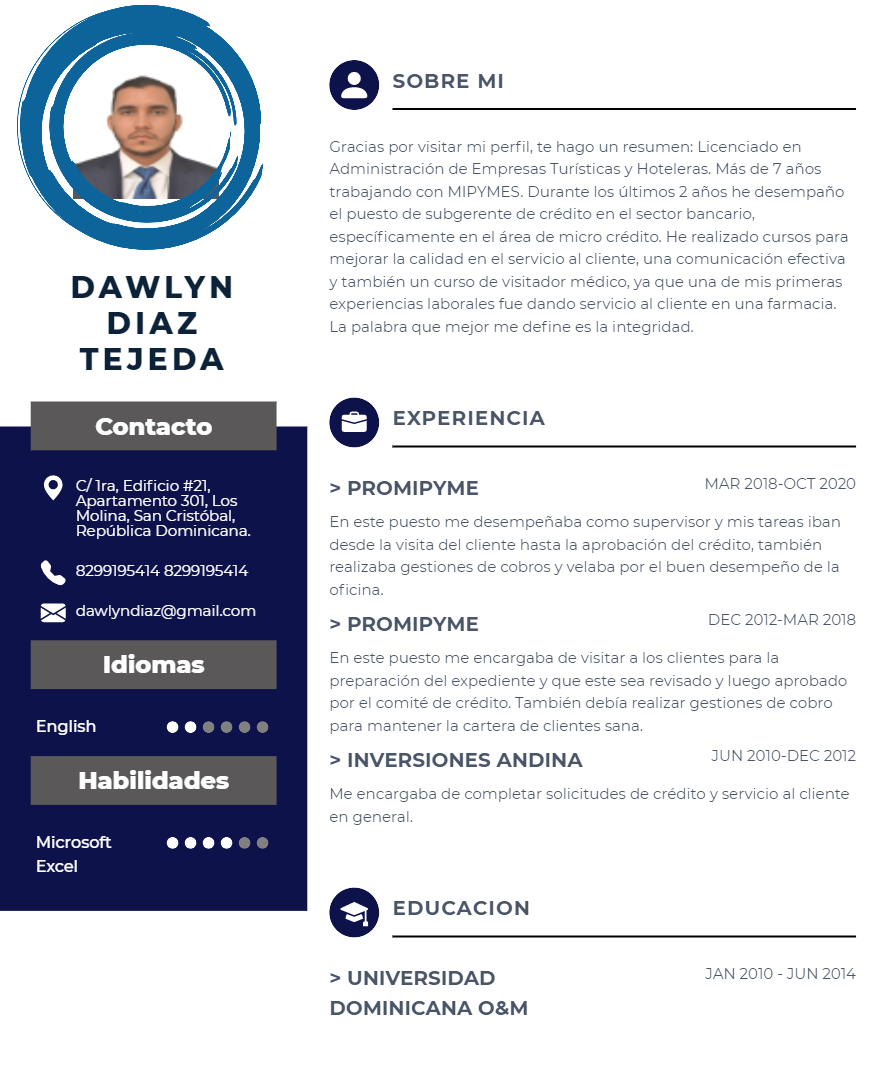 DAWLYN
DIAZ
TEJEDA
Contacto
C/ 1ra, Edificio #21,
Apartamento 301, Los
Molina, San Cristóbal,
República Dominicana.
8299195414 8299195414
dawlyndiaz@gmail.com
Idiomas
English
Habilidades
Microsoft
Excel
SOBRE MI
Gracias por visitar mi perfil, te hago un resumen: Licenciado en
Administración de Empresas Turísticas y Hoteleras. Más de 7 años
trabajando con MIPYMES. Durante los últimos 2 años he desempaño
el puesto de subgerente de crédito en el sector bancario,
específicamente en el área de micro crédito. He realizado cursos para
mejorar la calidad en el servicio al cliente, una comunicación efectiva
y también un curso de visitador médico, ya que una de mis primeras
experiencias laborales fue dando servicio al cliente en una farmacia.
La palabra que mejor me define es la integridad.
EXPERIENCIA
> PROMIPYME MAR 2018-OCT 2020
En este puesto me desempeñaba como supervisor y mis tareas iban
desde la visita del cliente hasta la aprobación del crédito, también
realizaba gestiones de cobros y velaba por el buen desempeño de la
oficina.
> PROMIPYME DEC 2012-MAR 2018
En este puesto me encargaba de visitar a los clientes para la
preparación del expediente y que este sea revisado y luego aprobado
por el comité de crédito. También debía realizar gestiones de cobro
para mantener la cartera de clientes sana.
> INVERSIONES ANDINA JUN 2010-DEC 2012
Me encargaba de completar solicitudes de crédito y servicio al cliente
en general.
EDUCACION
> UNIVERSIDAD JAN 2010 - JUN 2014
DOMINICANA O&M